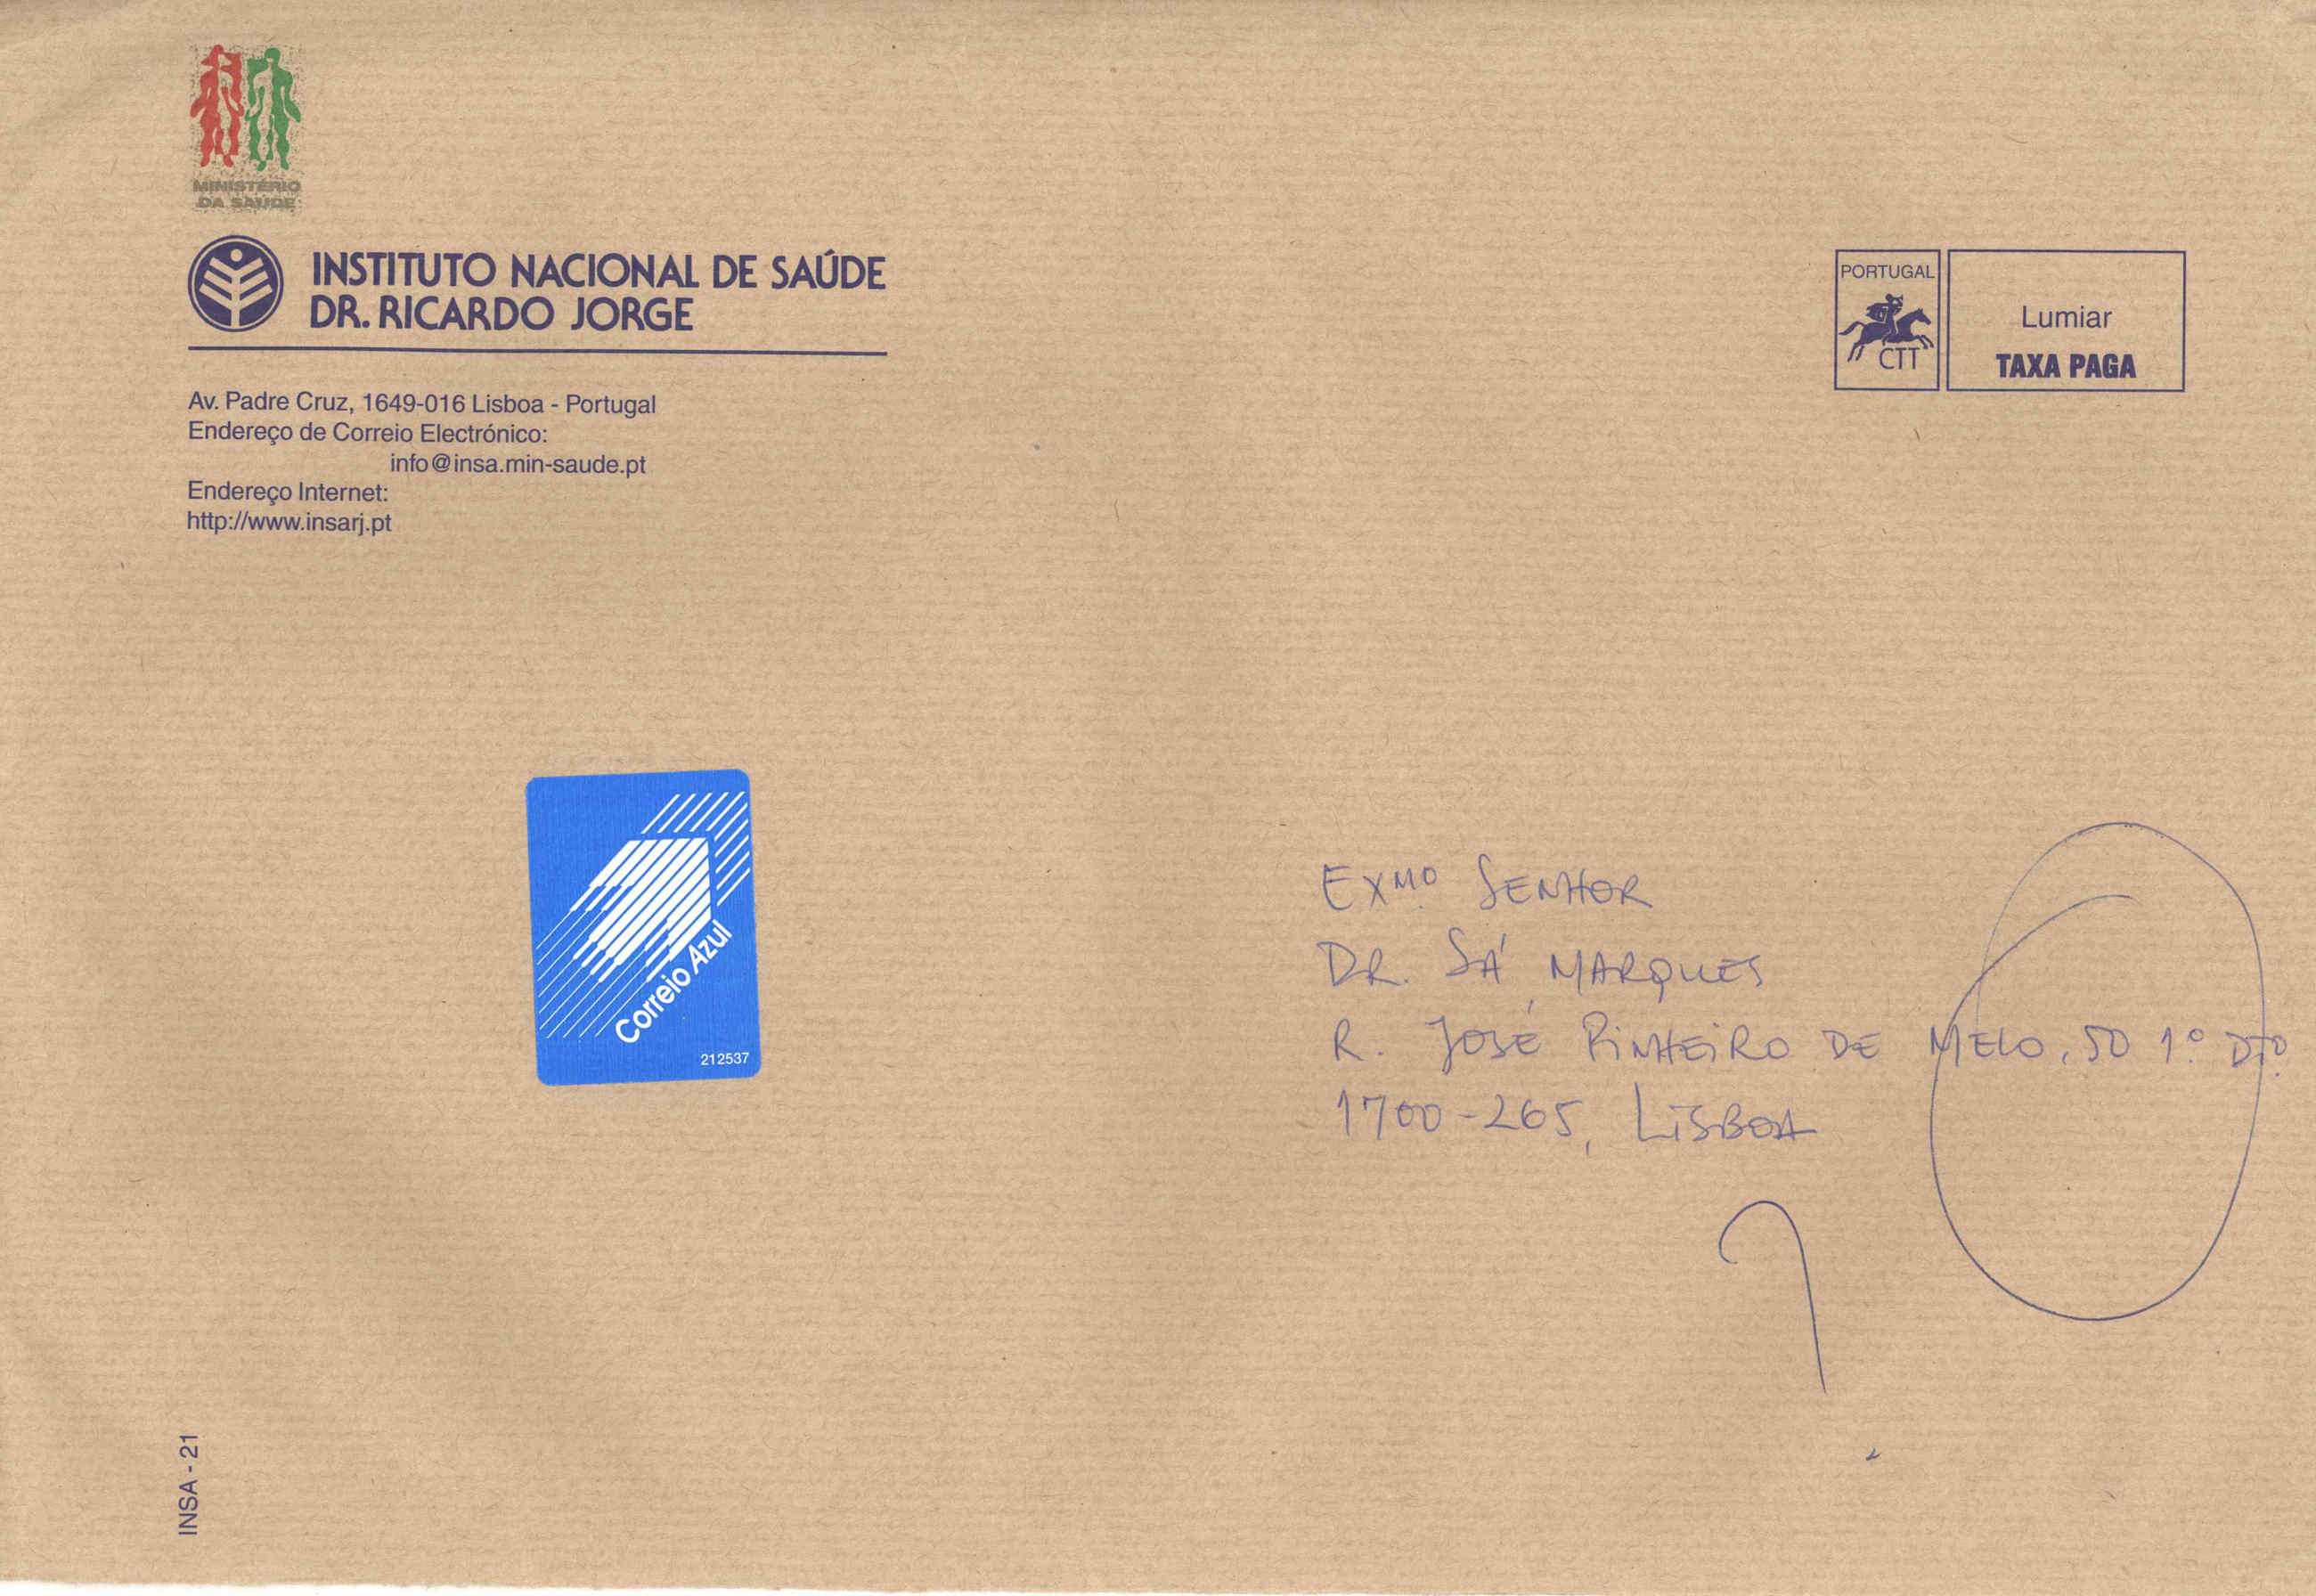 MINISTÉRIO
DA SAÚDE
INSTITUTO NACIONAL DE SAÚDE
DR. RICARDO JORGE
Av. Padre Cruz, 1649-016 Lisboa - Portugal
Endereço de Correio Electrónico:
info@insa.min-saude.pt
Endereço Internet:
http://www.insarj.pt
PORTUGAL
CTT
Lumiar
TAXA PAGA
Correio Azul
212537
EXMº SENHOR
DR. SÁ MARQUES
R. JOSÉ PINHEIRO DE MELO, 50 1º DTO
1700-265, LISBOA
INSA - 21